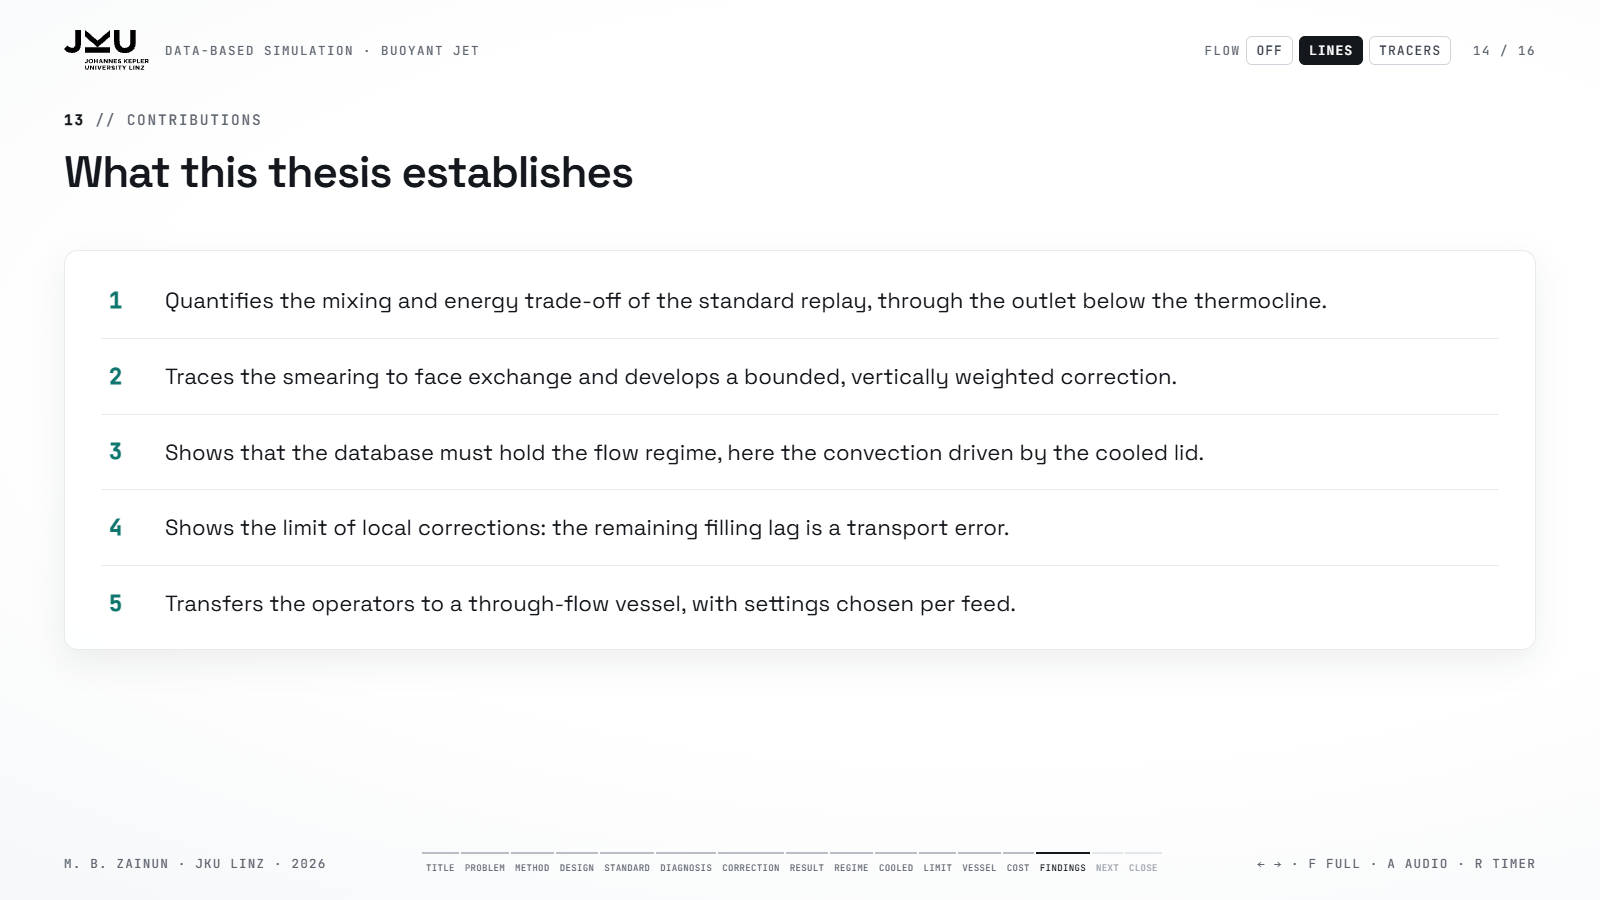 JKU
JOHANNES KEPLER
UNIVERSITY LINZ
DATA-BASED SIMULATION · BUOYANT JET
FLOW OFF LINES TRACERS 14 / 16
13 // CONTRIBUTIONS
What this thesis establishes
1 Quantifies the mixing and energy trade-off of the standard replay, through the outlet below the thermocline.
2 Traces the smearing to face exchange and develops a bounded, vertically weighted correction.
3 Shows that the database must hold the flow regime, here the convection driven by the cooled lid.
4 Shows the limit of local corrections: the remaining filling lag is a transport error.
5 Transfers the operators to a through-flow vessel, with settings chosen per feed.
M. B. ZAINUN · JKU LINZ · 2026
TITLE PROBLEM METHOD DESIGN STANDARD DIAGNOSIS CORRECTION RESULT REGIME COOLED LIMIT VESSEL COST FINDINGS NEXT CLOSE
← → · F FULL · A AUDIO · R TIMER